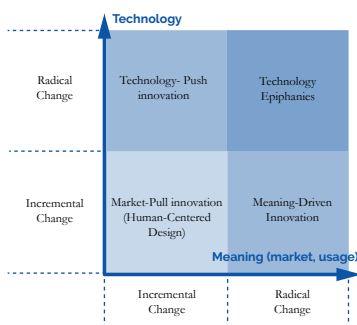 Technology
Radical
Change
Technology- Push
innovation
Technology
Epiphanies
Incremental
Change
Market-Pull innovation
(Human-Centered
Design)
Meaning-Driven
Innovation
Meaning (market, usage)
Incremental
Change
Radical
Change